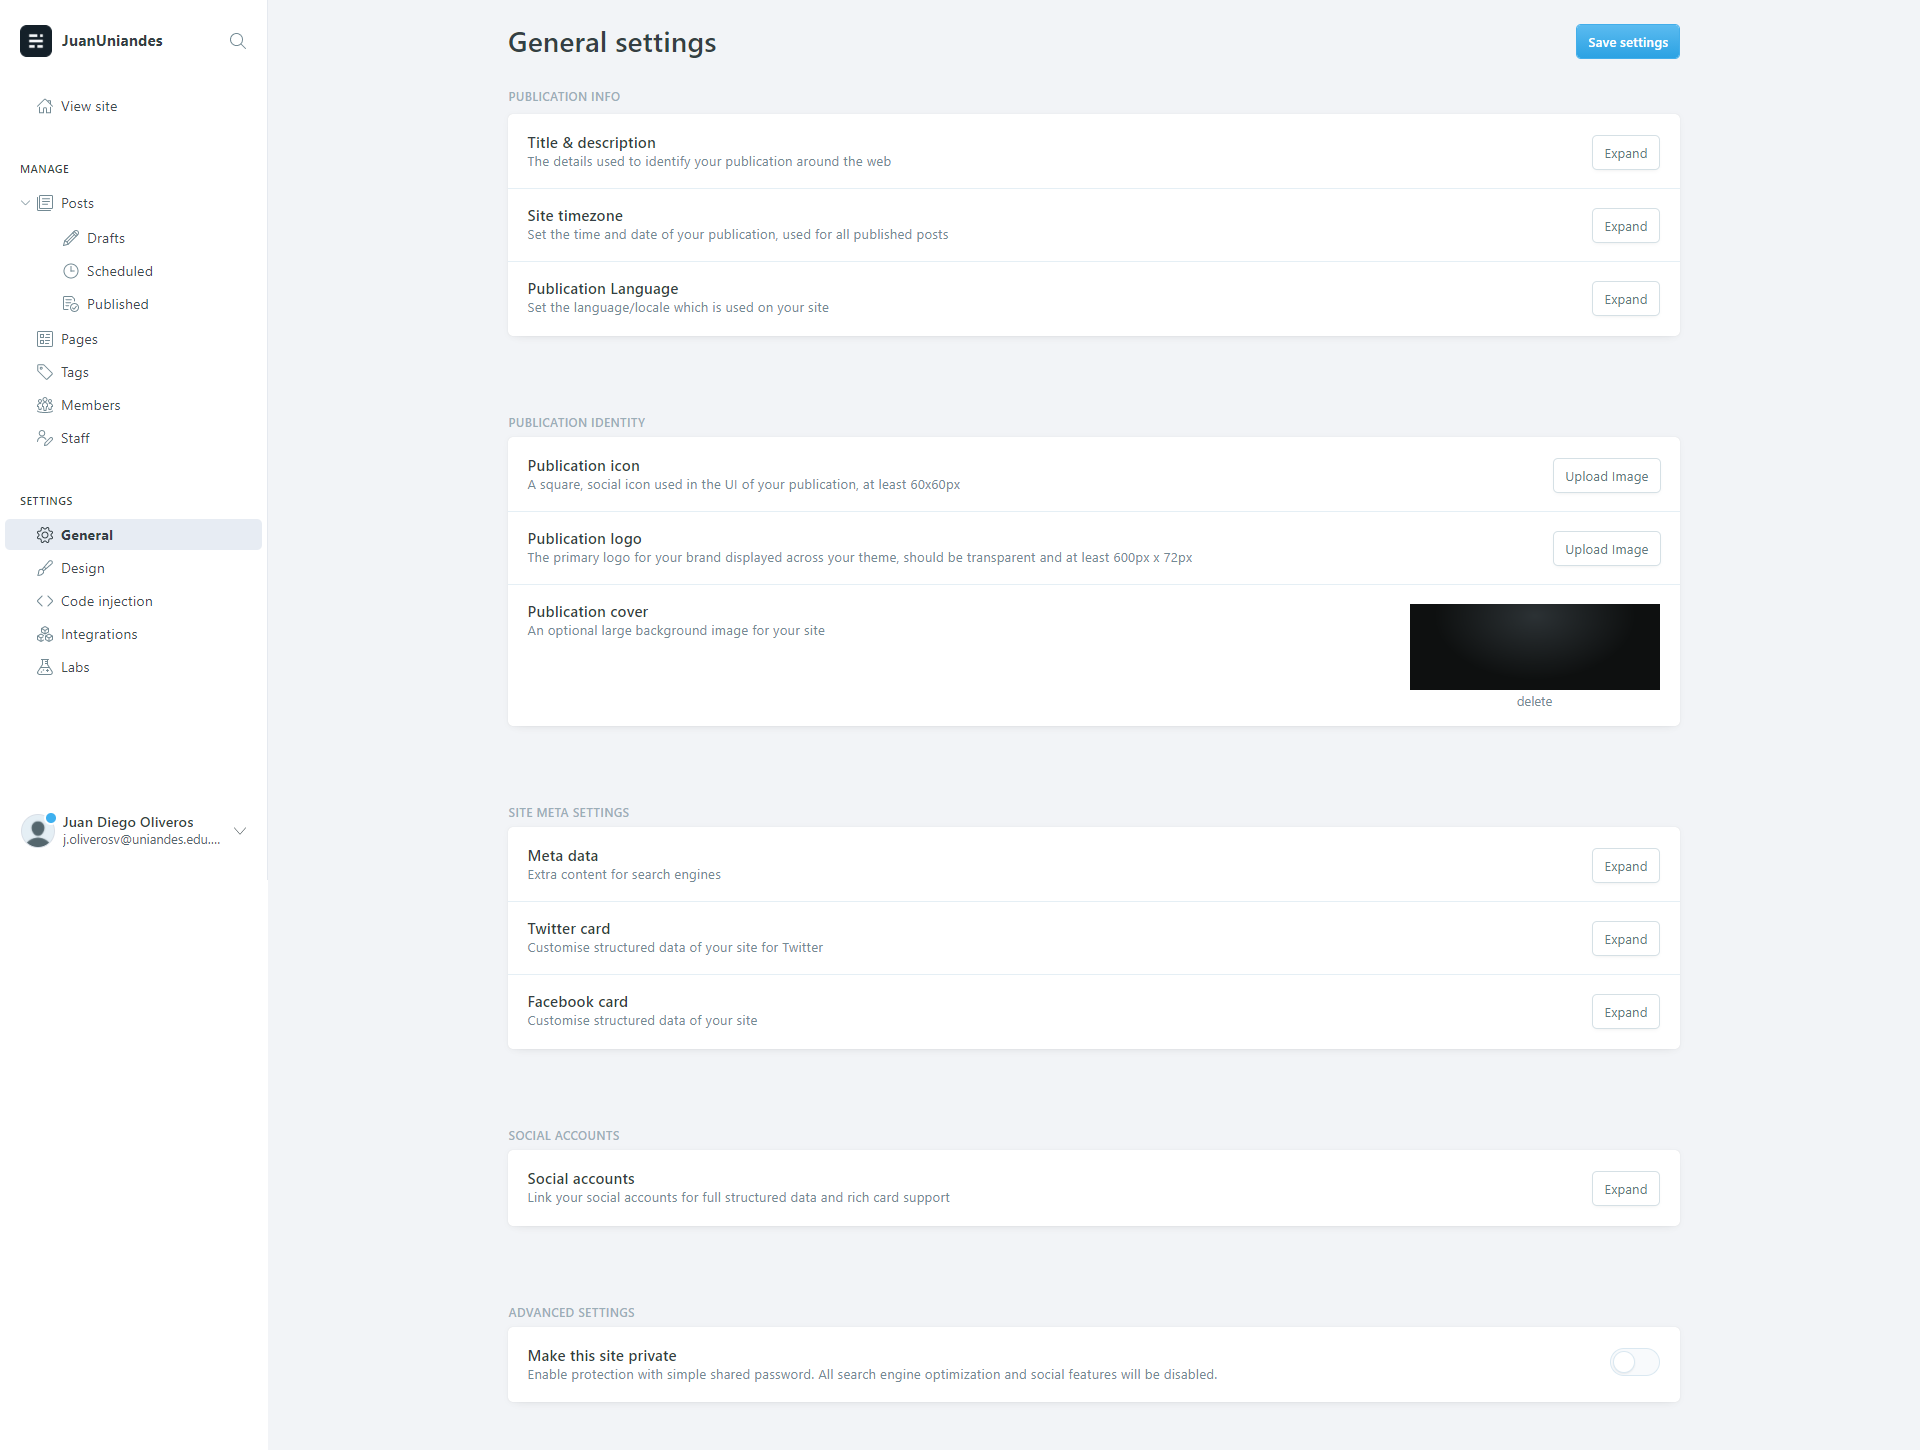 JuanUniandes
View site
MANAGE
Posts
Drafts
Scheduled
Published
Pages
Tags
Members
Staff
SETTINGS
General
Design
Code injection
Integrations
Labs
Juan Diego Oliveros
j.oliverosv@uniandes.edu....
General settings
Save settings
PUBLICATION INFO
Title & description
The details used to identify your publication around the web
Expand
Site timezone
Set the time and date of your publication, used for all published posts
Expand
Publication Language
Set the language/locale which is used on your site
Expand
PUBLICATION IDENTITY
Publication icon
A square, social icon used in the UI of your publication, at least 60x60px
Upload Image
Publication logo
The primary logo for your brand displayed across your theme, should be transparent and at least 600px x 72px
Upload Image
Publication cover
An optional large background image for your site
delete
SITE META SETTINGS
Meta data
Extra content for search engines
Expand
Twitter card
Customise structured data of your site for Twitter
Expand
Facebook card
Customise structured data of your site
Expand
SOCIAL ACCOUNTS
Social accounts
Link your social accounts for full structured data and rich card support
Expand
ADVANCED SETTINGS
Make this site private
Enable protection with simple shared password. All search engine optimization and social features will be disabled.